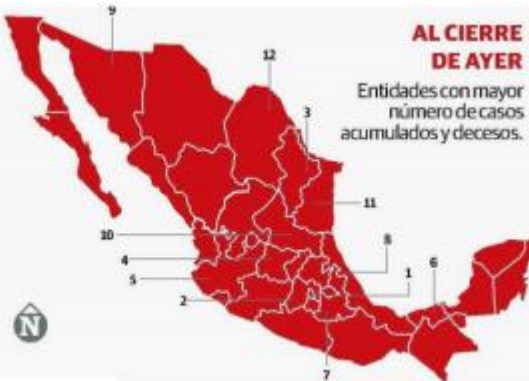 9
AL CIERRE
DE AYER
12
Entidades con mayor
número de casos
acumulados y decesos.
3
11
10
8
4
1
6
5
2
N
7